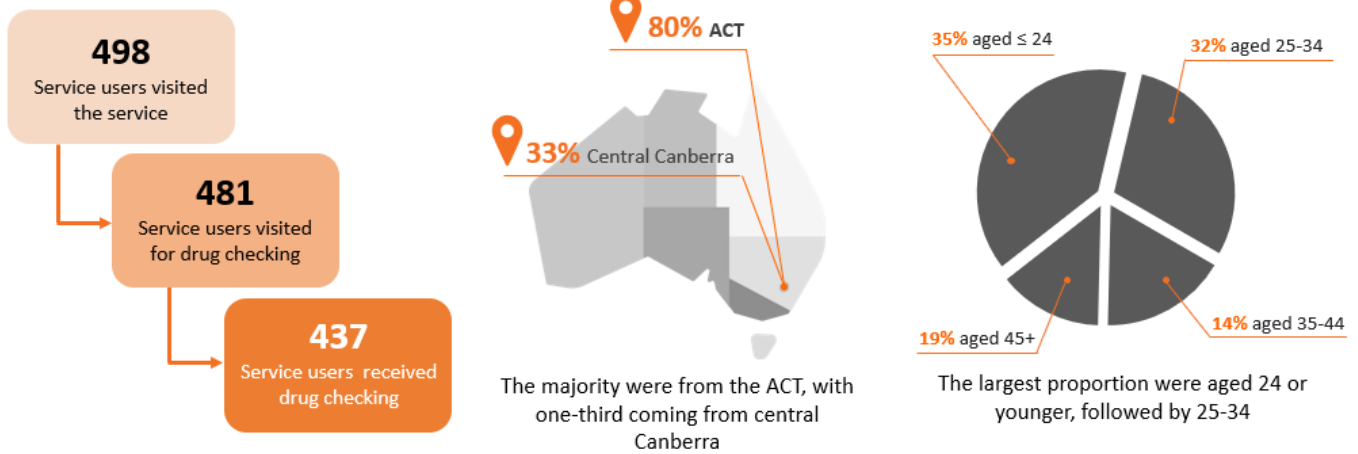 498
Service users visited
the service
481
Service users visited
for drug checking
437
Service users received
drug checking
80% ACT
33% Central Canberra
The majority were from the ACT, with
one-third coming from central
Canberra
35% aged ≤ 24
32% aged 25-34
19% aged 45+
14% aged 35-44
The largest proportion were aged 24 or
younger, followed by 25-34